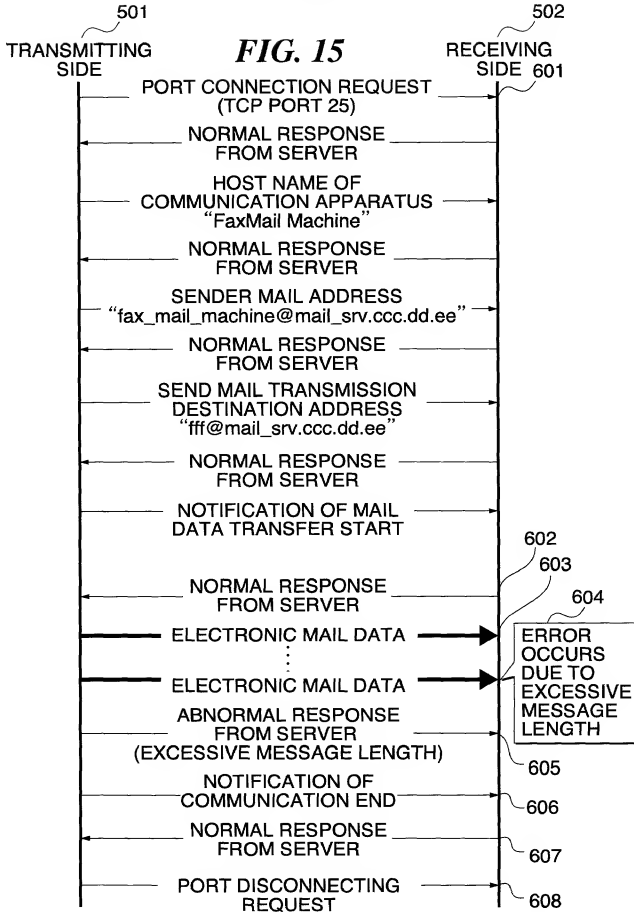 501
502
TRANSMITTING
SIDE
FIG. 15
RECEIVING
SIDE
601
PORT CONNECTION REQUEST
(TCP PORT 25)
NORMAL RESPONSE
FROM SERVER
HOST NAME OF
COMMUNICATION APPARATUS
“FaxMail Machine”
NORMAL RESPONSE
FROM SERVER
SENDER MAIL ADDRESS
“fax_mail_machine@mail_srv.ccc.dd.ee”
NORMAL RESPONSE
FROM SERVER
SEND MAIL TRANSMISSION
DESTINATION ADDRESS
“fff@mail_srv.ccc.dd.ee”
NORMAL RESPONSE
FROM SERVER
NOTIFICATION OF MAIL
DATA TRANSFER START
602
NORMAL RESPONSE
FROM SERVER
603
604
ELECTRONIC MAIL DATA
ELECTRONIC MAIL DATA
ERROR
OCCURS
DUE TO
EXCESSIVE
MESSAGE
LENGTH
ABNORMAL RESPONSE
FROM SERVER
(EXCESSIVE MESSAGE LENGTH)
605
NOTIFICATION OF
COMMUNICATION END
606
NORMAL RESPONSE
FROM SERVER
607
PORT DISCONNECTING
REQUEST
608